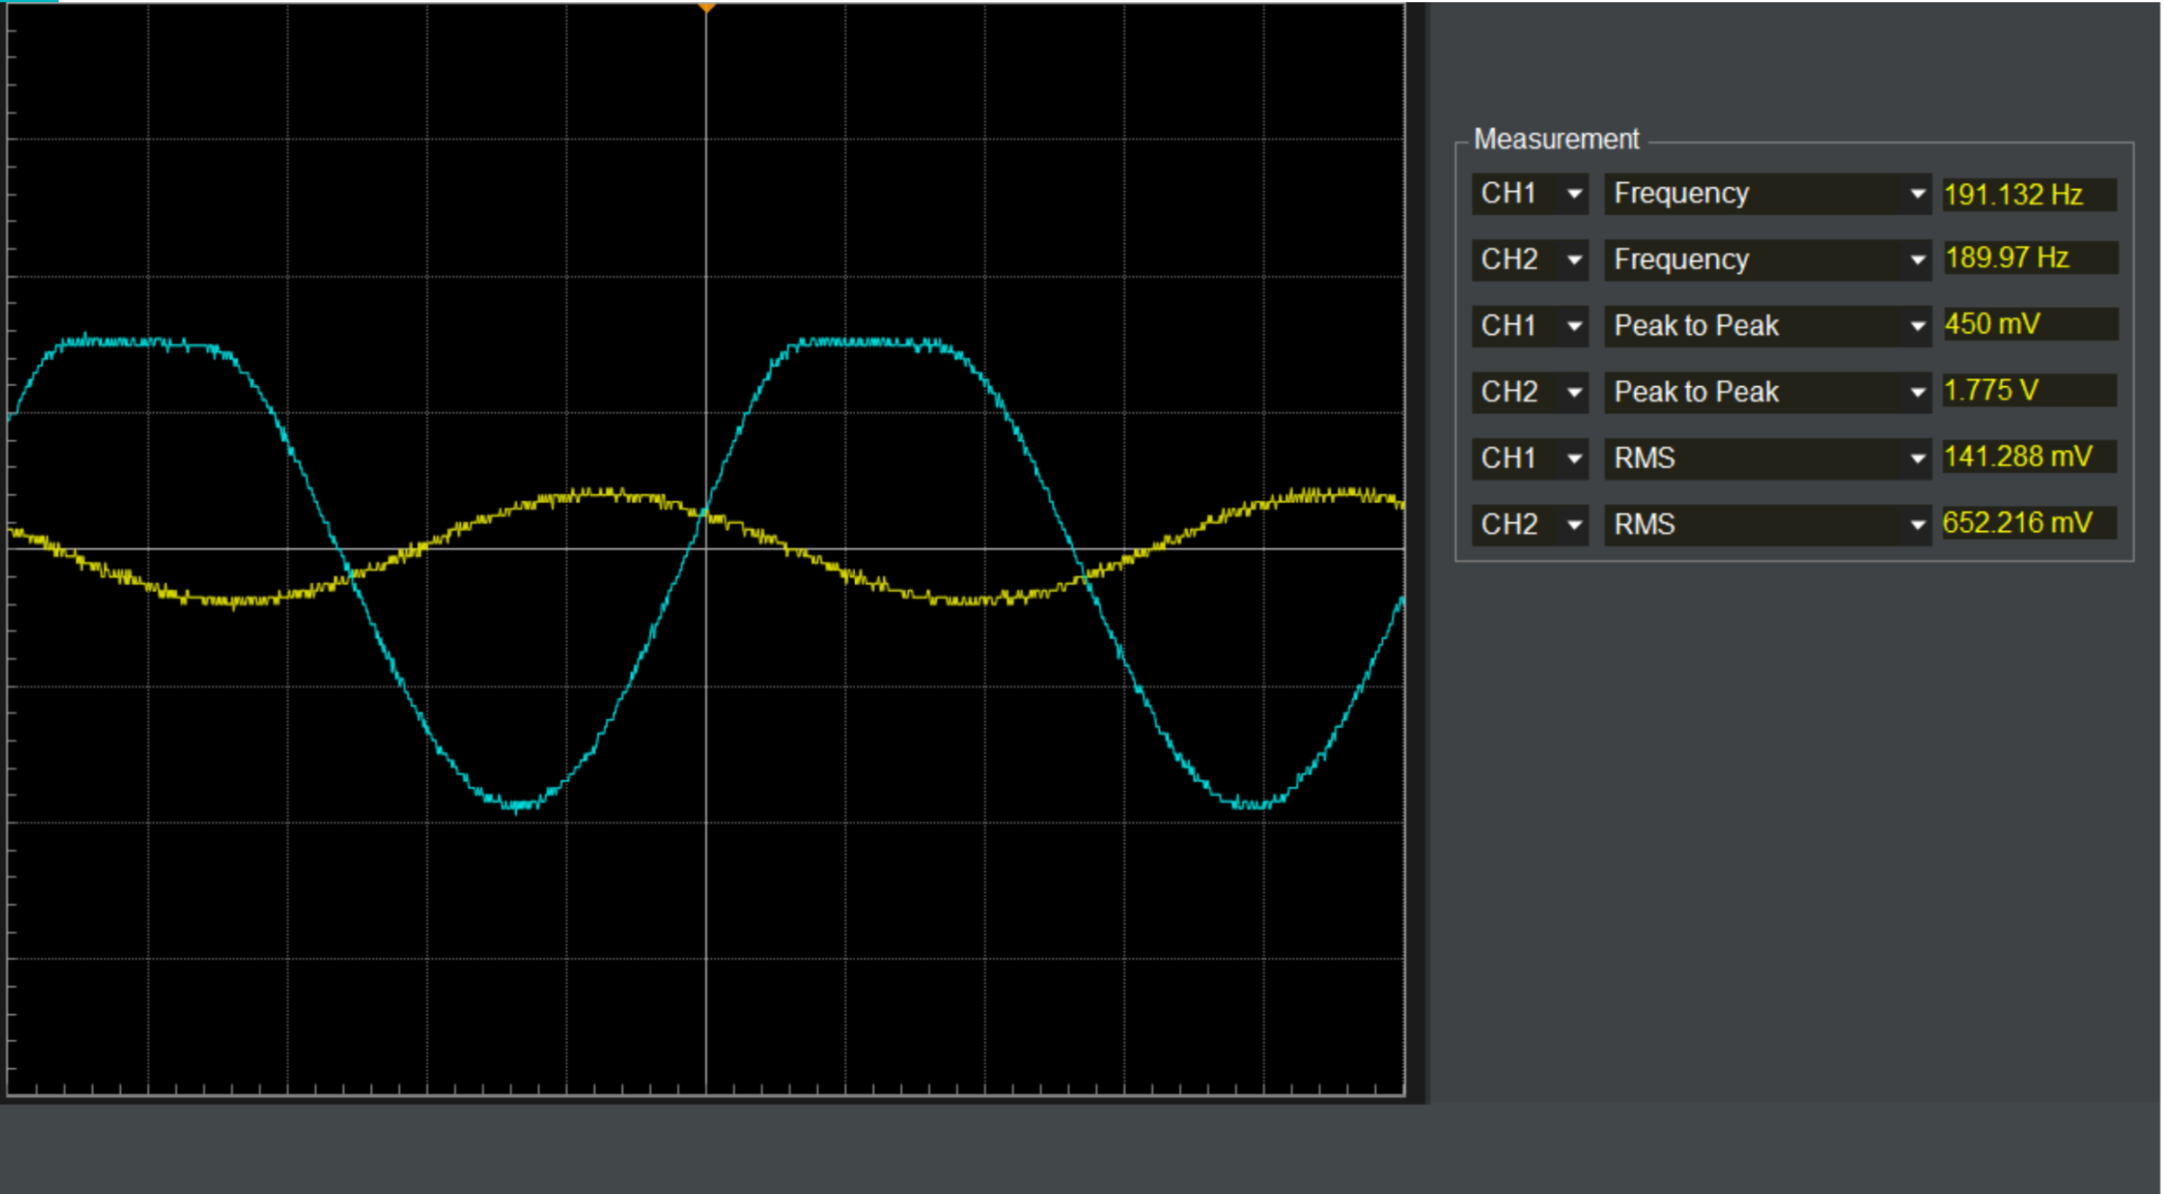 Measurement
CH1 Frequency 191.132 Hz
CH2 Frequency 189.97 Hz
CH1 Peak to Peak 450 mV
CH2 Peak to Peak 1.775 V
CH1 RMS 141.288 mV
CH2 RMS 652.216 mV